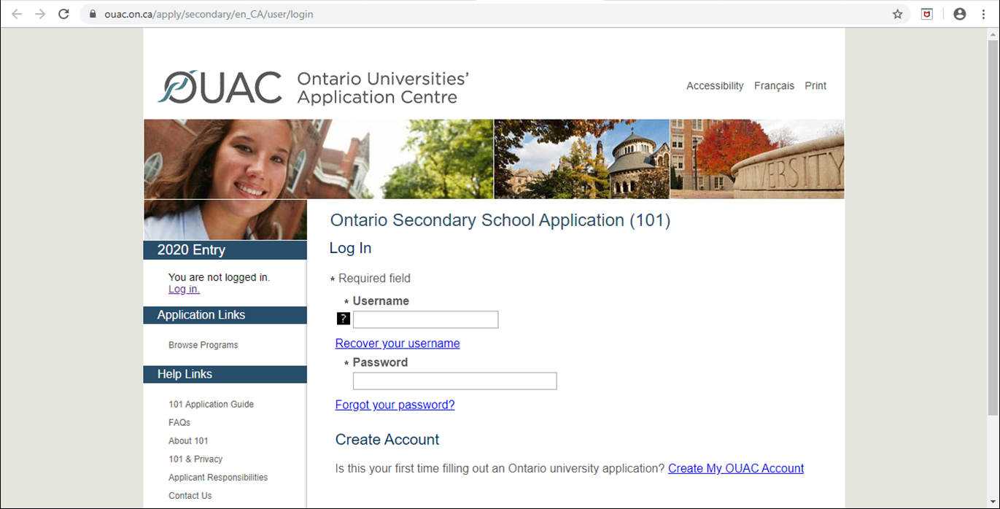 ouac.on.ca/apply/secondary/en_CA/user/login
OUAC
Ontario Universities'
Application Centre
Accessibility Français Print
UNIVERSITY
Ontario Secondary School Application (101)
2020 Entry
You are not logged in.
Log in.
Application Links
Browse Programs
Help Links
101 Application Guide
FAQs
About 101
101 & Privacy
Applicant Responsibilities
Contact Us
Log In
* Required field
* Username
?
Recover your username
* Password
Forgot your password?
Create Account
Is this your first time filling out an Ontario university application? Create My OUAC Account